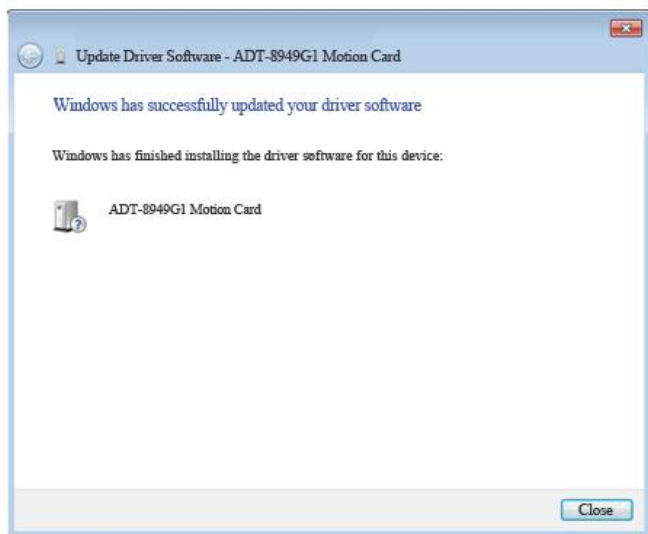 Update Driver Software - ADT-8949G1 Motion Card
Windows has successfully updated your driver software
Windows has finished installing the driver software for this device:
ADT-8949G1 Motion Card
Close